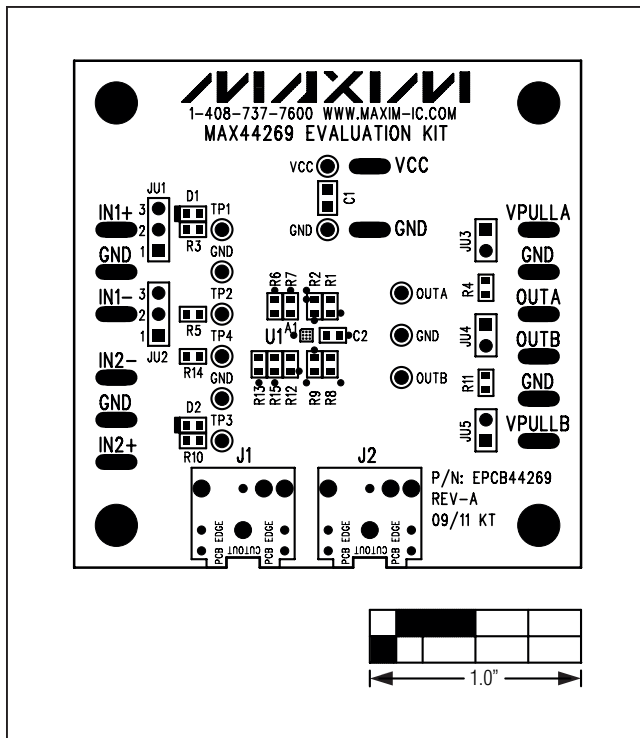 MAXIM
1-408-737-7600 WWW.MAXIM-IC.COM
MAX44269 EVALUATION KIT
VCC
VCC
C1
GND
GND
JU1
3
2
1
IN1+
GND
D1
R3
TP1
GND
IN1-
3
2
1
JU2
R5
TP2
R14
TP4
GND
IN2-
GND
IN2+
D2
R10
TP3
R6
R7
R2
R1
U1
A1
C2
R13
R15
R12
R9
R8
OUTA
GND
OUTB
JU3
VPULLA
GND
R4
OUTA
JU4
OUTB
R11
GND
JU5
VPULLB
J1
J2
PCB EDGE
CUTOUT
PCB EDGE
PCB EDGE
CUTOUT
PCB EDGE
P/N: EPCB44269
REV-A
09/11 KT
1.0"